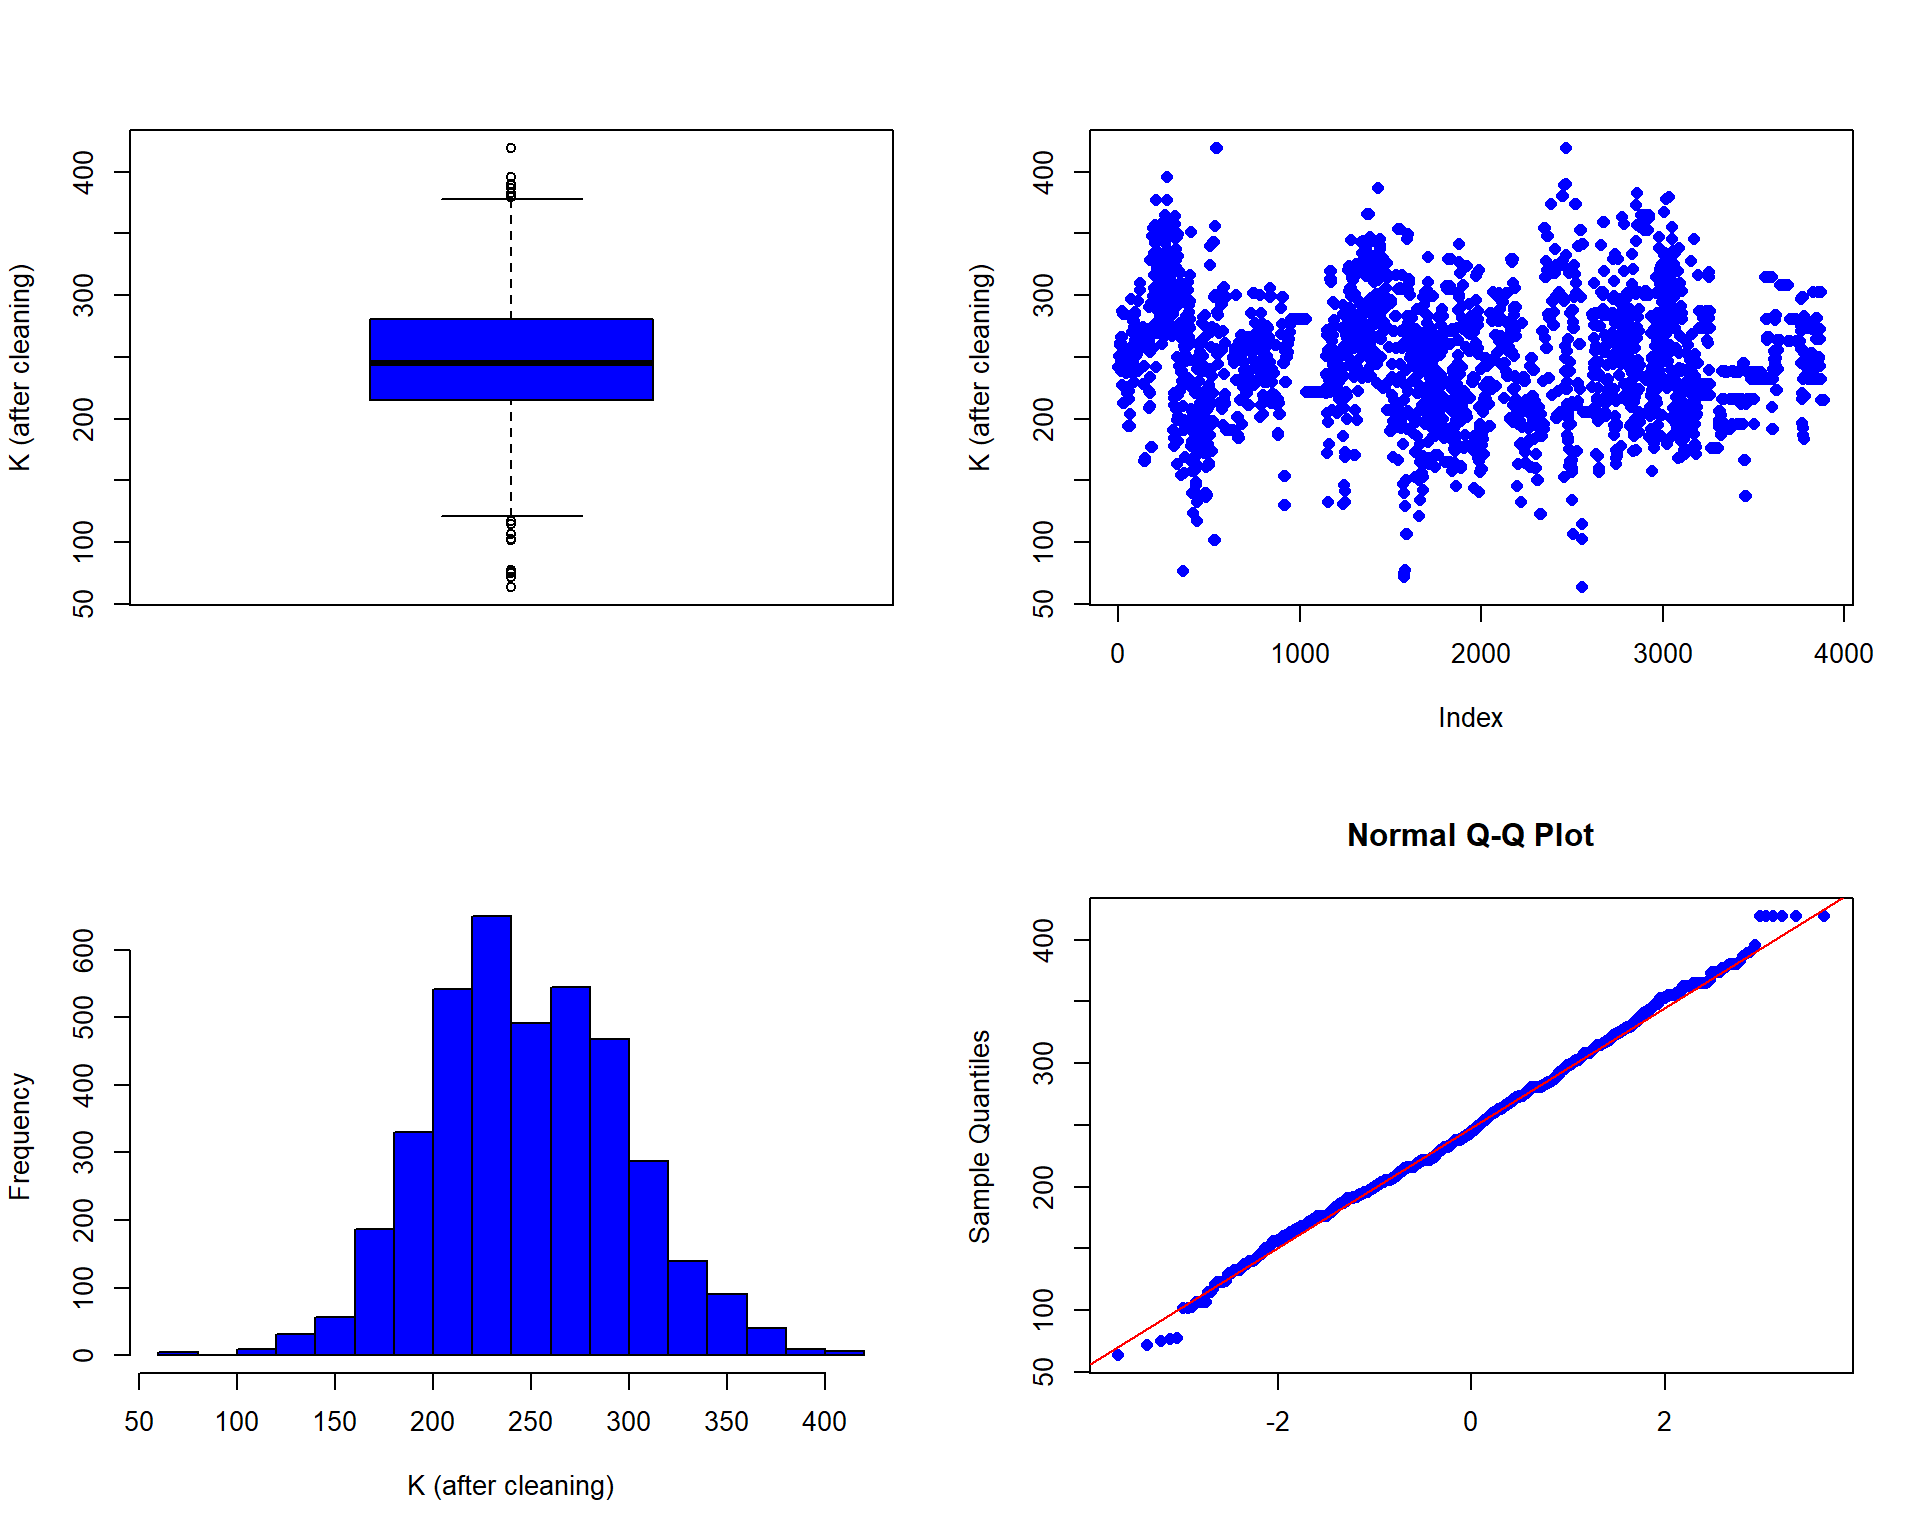 K (after cleaning)
50 100 200 300 400
K (after cleaning)
50 100 200 300 400
0 1000 2000 3000 4000
Index
Frequency
0 100 200 300 400 500 600
50 100 150 200 250 300 350 400
K (after cleaning)
Normal Q-Q Plot
Sample Quantiles
50 100 200 300 400
-2 0 2